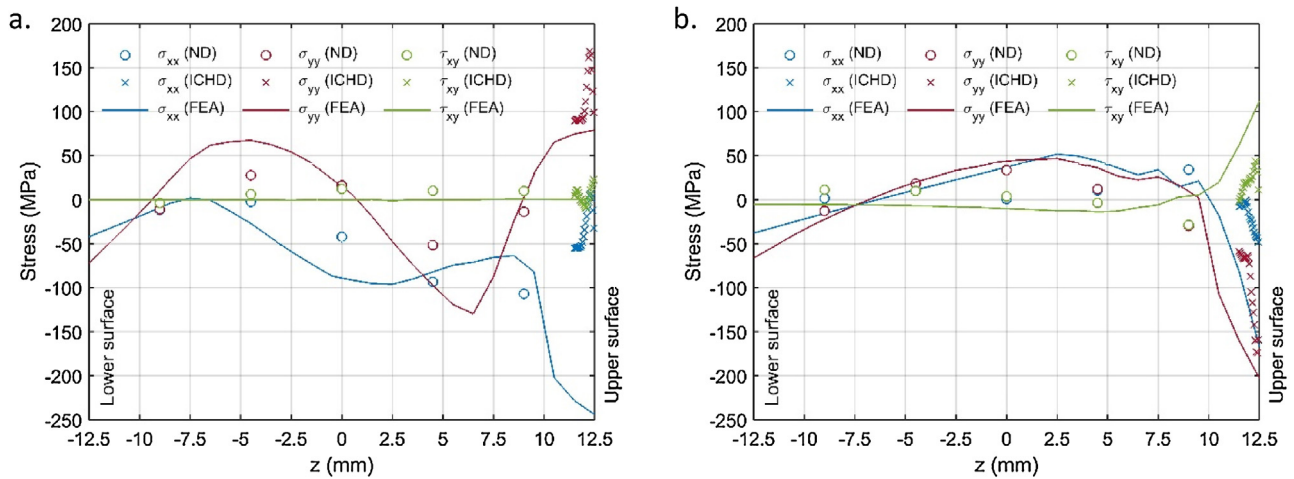 a.
200
150
100
50
0
-50
-100
-150
-200
-250
Stress (MPa)
σxx (ND) σyy (ND) τxy (ND)
σxx (ICHD) σyy (ICHD) τxy (ICHD)
σxx (FEA) σyy (FEA) τxy (FEA)
Lower surface
Upper surface
-12.5 -10 -7.5 -5 -2.5 0 2.5 5 7.5 10 12.5
z (mm)
b.
200
150
100
50
0
-50
-100
-150
-200
-250
Stress (MPa)
σxx (ND) σyy (ND) τxy (ND)
σxx (ICHD) σyy (ICHD) τxy (ICHD)
σxx (FEA) σyy (FEA) τxy (FEA)
Lower surface
Upper surface
-12.5 -10 -7.5 -5 -2.5 0 2.5 5 7.5 10 12.5
z (mm)